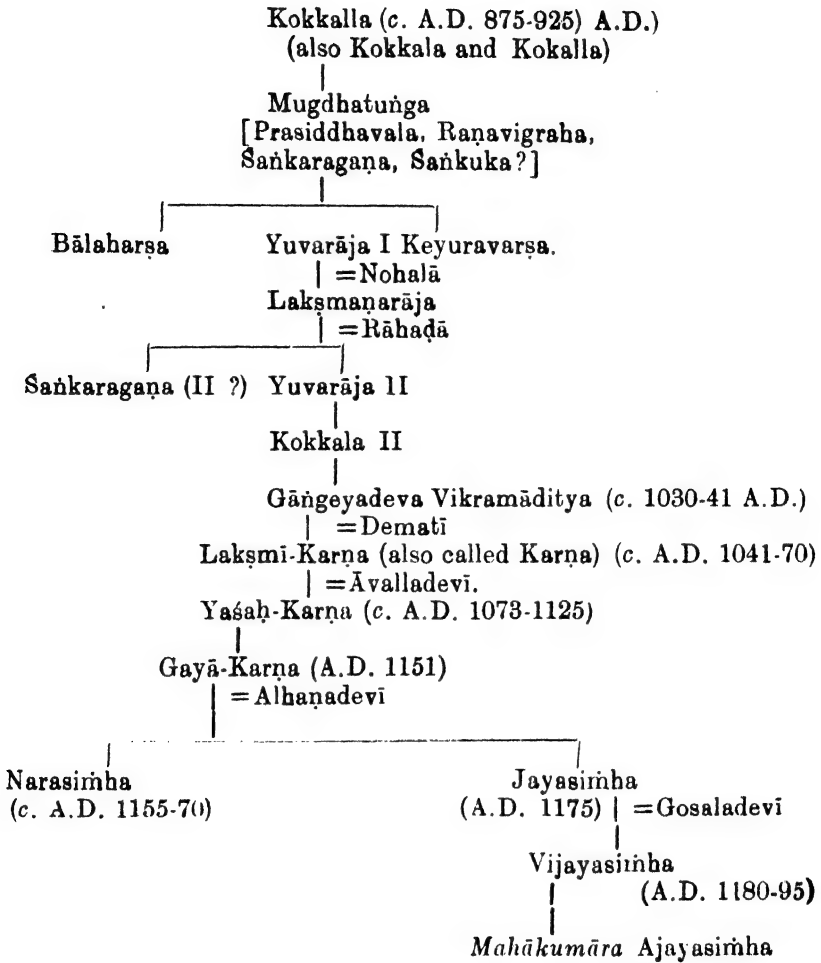 Kokkalla (c. A.D. 875-925) A.D.)
(also Kokkala and Kokalla)
Mugdhatuṅga
[Prasiddhavala, Raṇavigraha,
Śaṅkaragaṇa, Śaṅkuka?]
Bālaharṣa Yuvarāja I Keyuravarṣa.
=Nohalā
Lakṣmaṇarāja
=Rāhaḍā
Śaṅkaragaṇa (II ?) Yuvarāja II
Kokkala II
Gāṅgeyadeva Vikramāditya (c. 1030-41 A.D.)
=Dematī
Lakṣmī-Karṇa (also called Karṇa) (c. A.D. 1041-70)
=Āvalladevī.
Yaśaḥ-Karṇa (c. A.D. 1073-1125)
Gayā-Karṇa (A.D. 1151)
=Alhaṇadevī
Narasiṁha Jayasiṁha
(c. A.D. 1155-70) (A.D. 1175) =Gosaladevī
Vijayasiṁha
(A.D. 1180-95)
Mahākumāra Ajayasiṁha